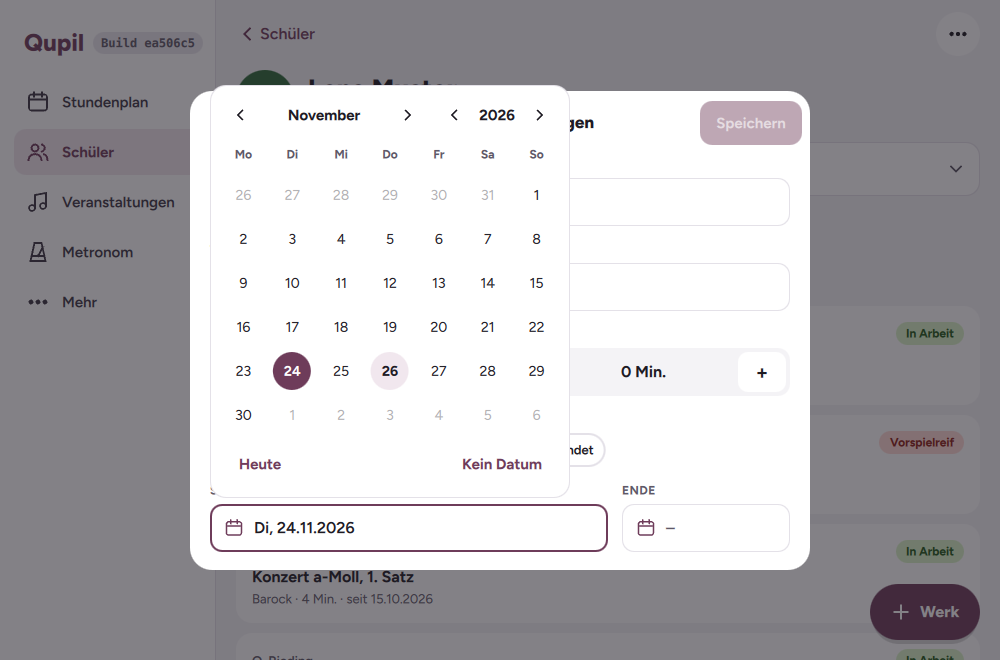 Qupil
Build ea506c5
Schüler
Stundenplan
Schüler
Veranstaltungen
Metronom
Mehr
Speichern
November
2026
Mo Di Mi Do Fr Sa So
26 27 28 29 30 31 1
2 3 4 5 6 7 8
9 10 11 12 13 14 15
16 17 18 19 20 21 22
23 24 25 26 27 28 29
30 1 2 3 4 5 6
Heute Kein Datum
0 Min. +
ENDE
Di, 24.11.2026
–
In Arbeit
Vorspielreif
In Arbeit
Konzert a-Moll, 1. Satz
Barock · 4 Min. · seit 15.10.2026
+ Werk
In Arbeit